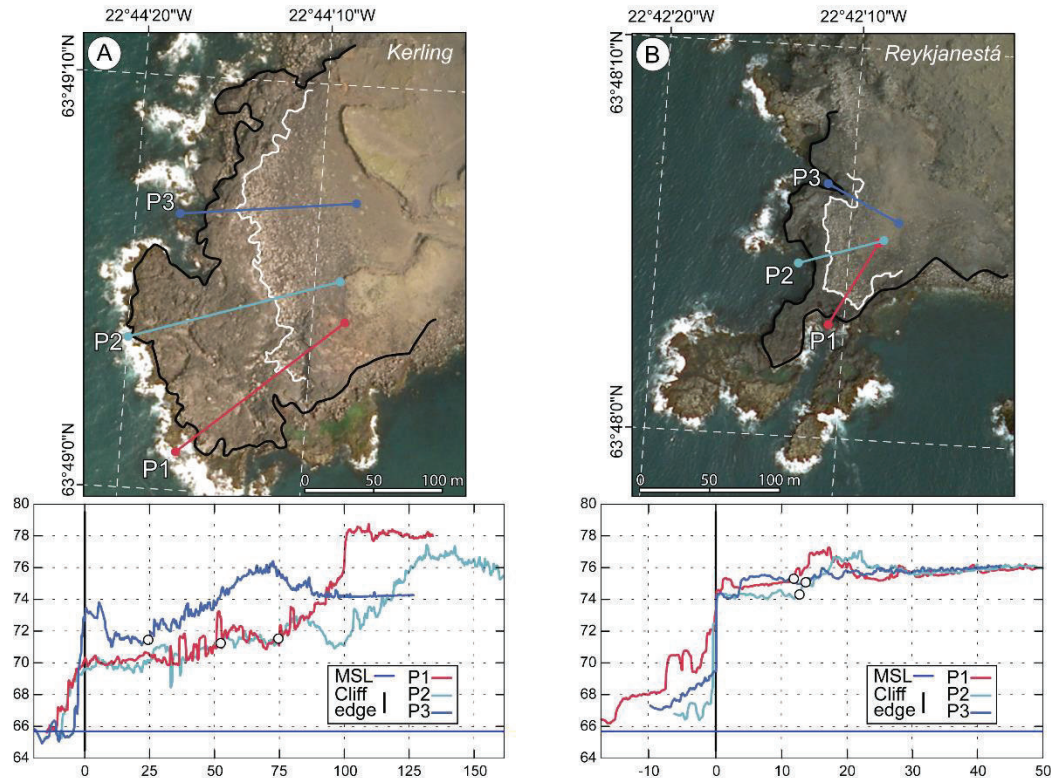 22°44'20"W 22°44'10"W
22°42'20"W 22°42'10"W
A Kerling
B Reykjanestá
63°49'10"N
63°48'10"N
P3
P3
P2
P2
P1
P1
63°49'0"N
63°48'0"N
0 50 100 m
0 50 100 m
80
78
76
74
72
70
68
66
64
MSL P1
Cliff P2
edge P3
0 25 50 75 100 125 150
80
78
76
74
72
70
68
66
64
MSL P1
Cliff P2
edge P3
-10 0 10 20 30 40 50